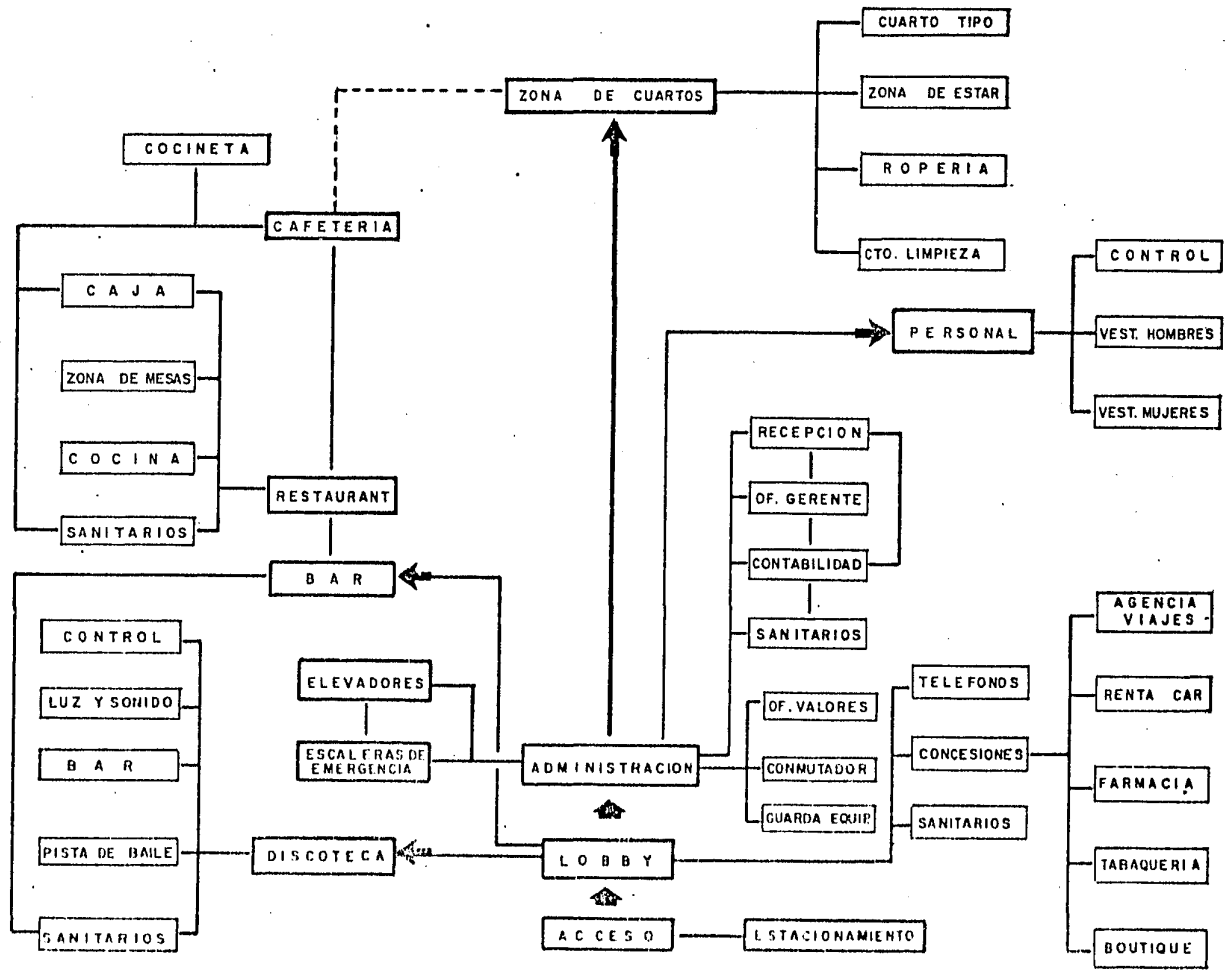 CUARTO TIPO
ZONA DE CUARTOS
ZONA DE ESTAR
COCINETA
ROPERIA
CAFETERIA
CTO. LIMPIEZA
CONTROL
CAJA
PERSONAL
VEST. HOMBRES
ZONA DE MESAS
VEST. MUJERES
RECEPCION
COCINA
RESTAURANT
OF. GERENTE
SANITARIOS
BAR
CONTABILIDAD
AGENCIA
VIAJES
CONTROL
SANITARIOS
ELEVADORES
TELEFONOS
RENTA CAR
LUZ Y SONIDO
OF. VALORES
ESCALERAS DE
EMERGENCIA
ADMINISTRACION
CONMUTADOR
CONCESIONES
BAR
FARMACIA
GUARDA EQUIP.
SANITARIOS
PISTA DE BAILE
DISCOTECA
LOBBY
TABAQUERIA
SANITARIOS
ACCESO
ESTACIONAMIENTO
BOUTIQUE